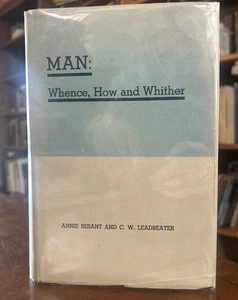 MAN:
Whence, How and Whither
ANNIE BESANT AND C. W. LEADBEATER